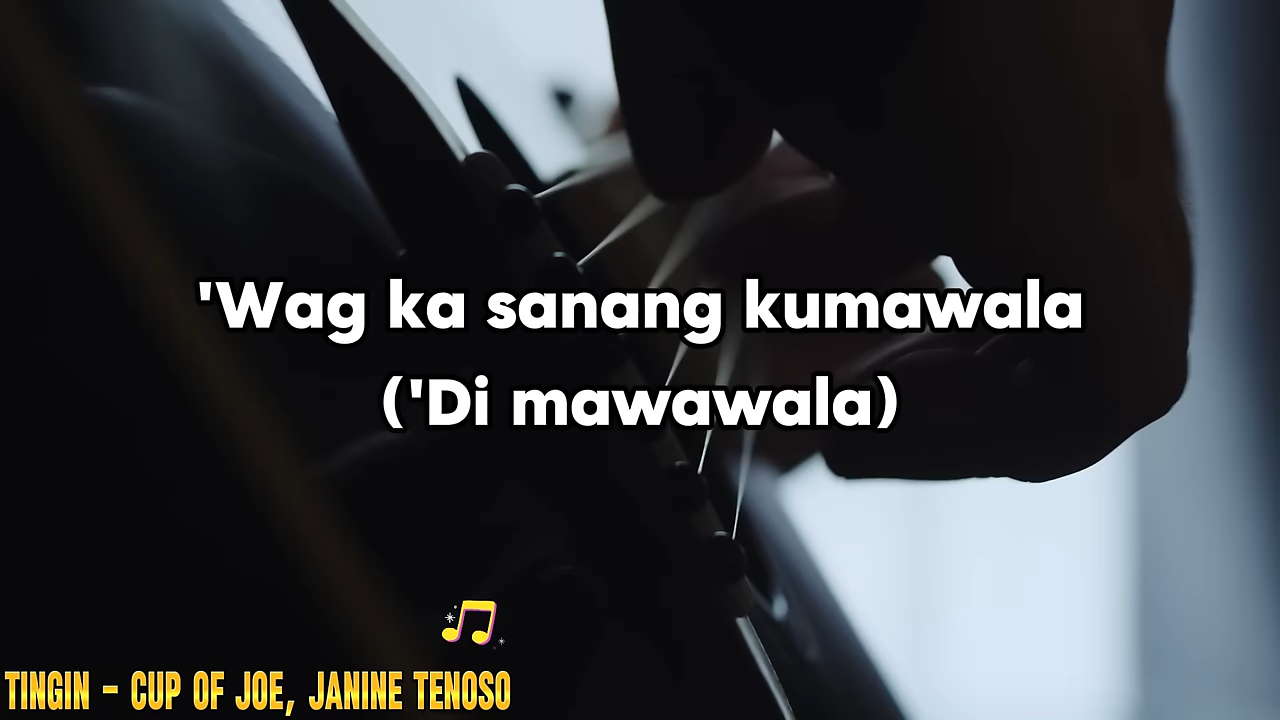 'Wag ka sanang kumawala
('Di mawawala)
TINGIN - CUP OF JOE, JANINE TENOSO